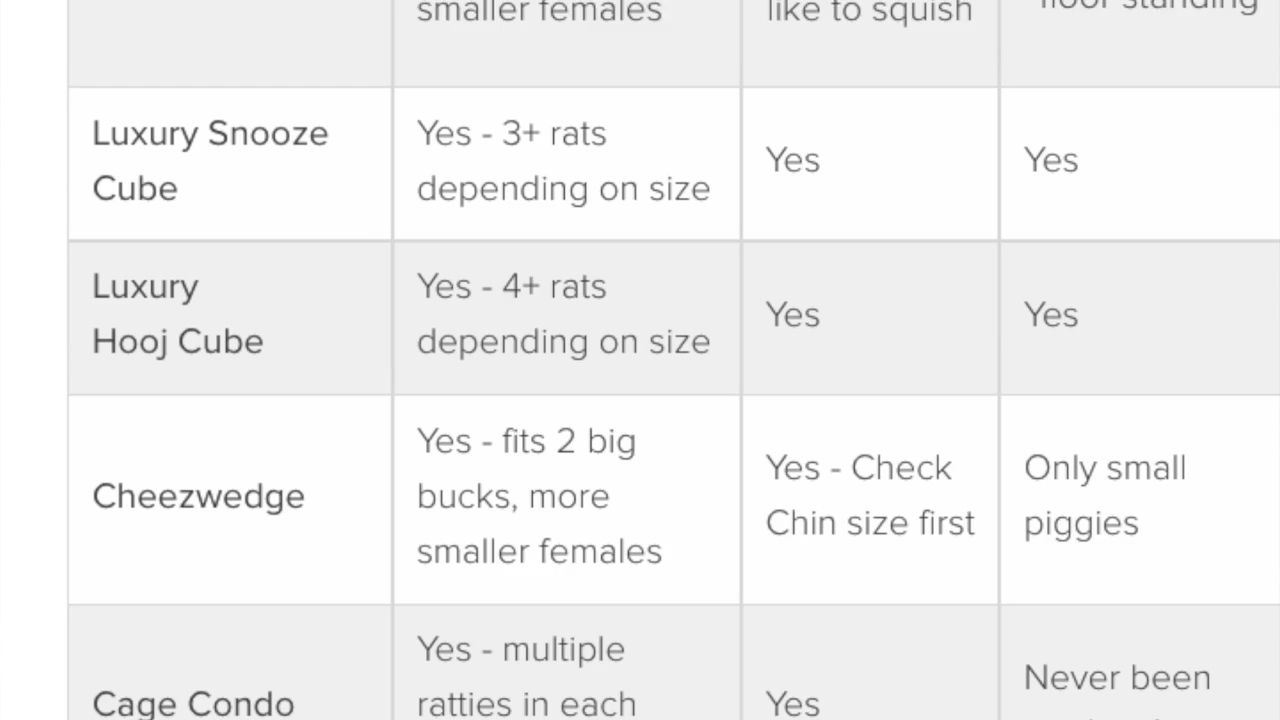 smaller females
like to squish
floor standing
Luxury Snooze
Cube
Yes - 3+ rats
depending on size
Yes
Yes
Luxury
Hooj Cube
Yes - 4+ rats
depending on size
Yes
Yes
Cheezwedge
Yes - fits 2 big
bucks, more
smaller females
Yes - Check
Chin size first
Only small
piggies
Cage Condo
Yes - multiple
ratties in each
Yes
Never been